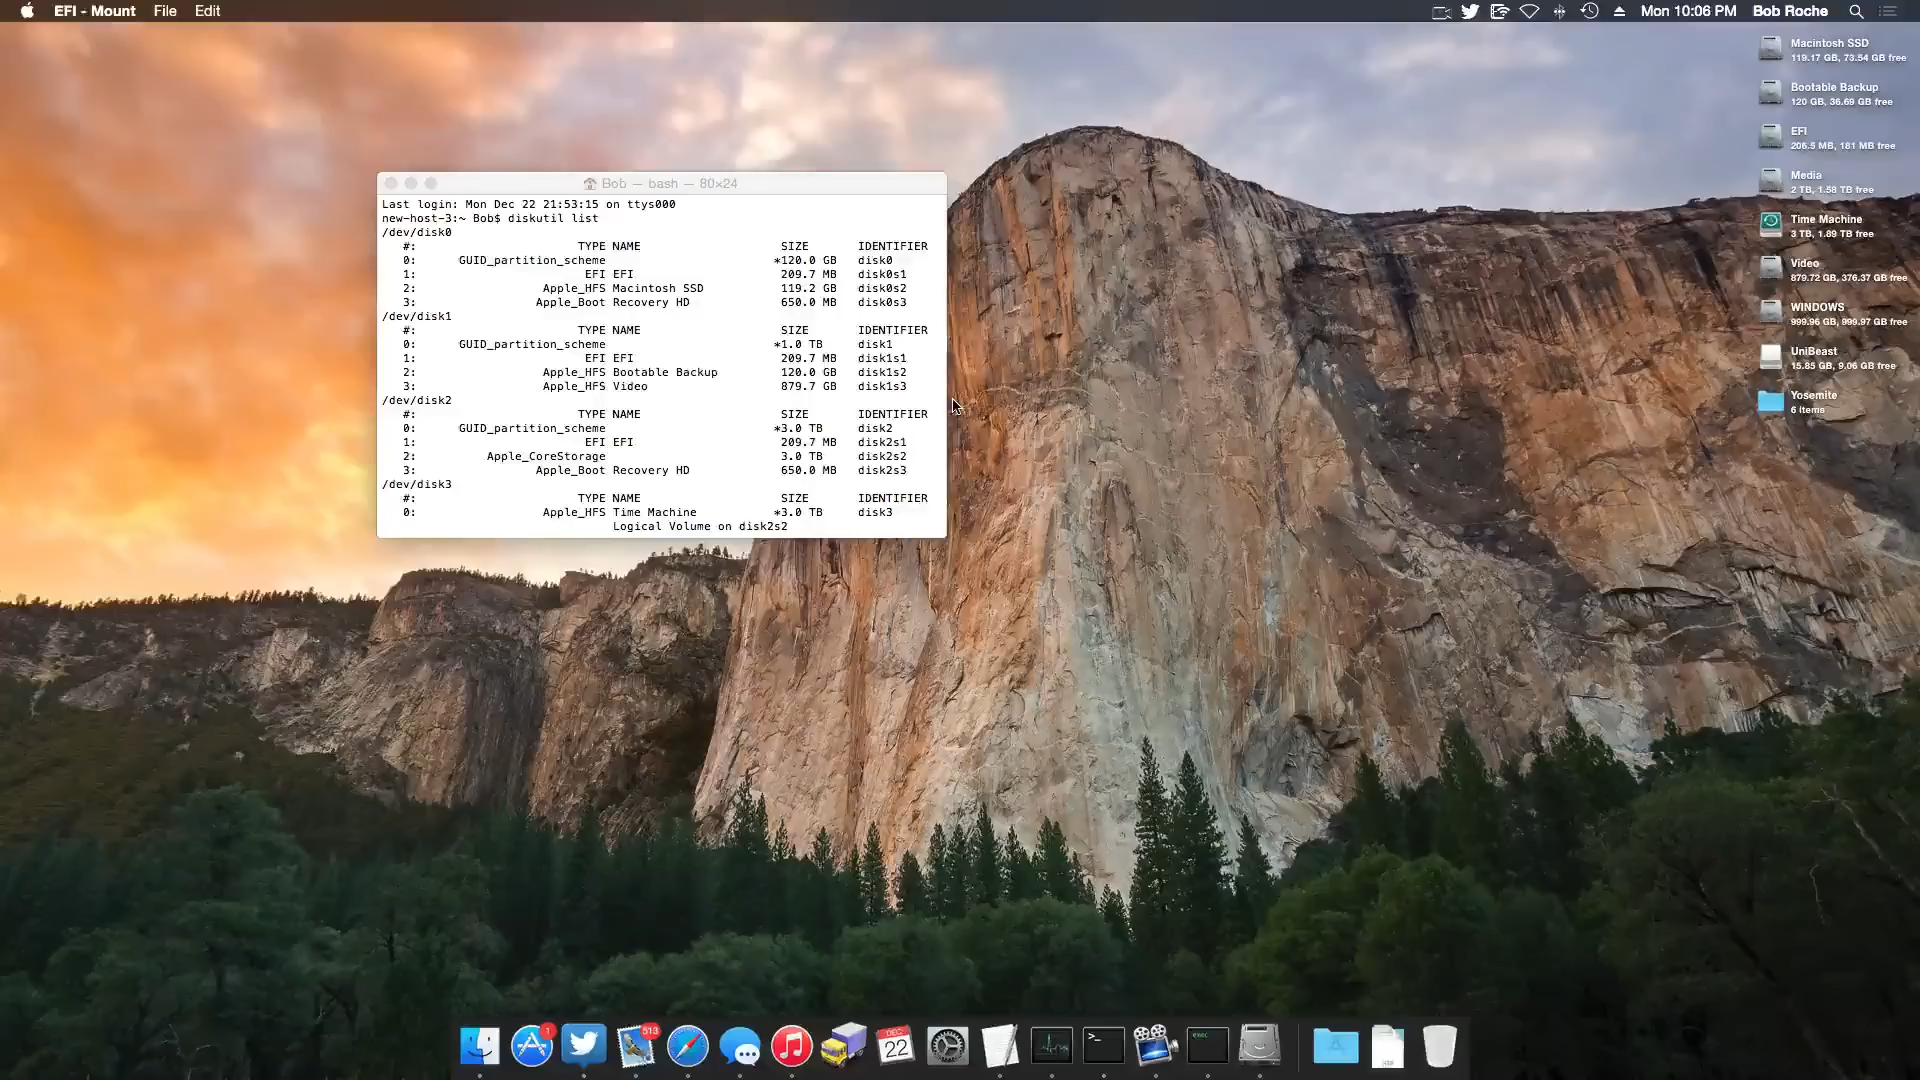 EFI - Mount File Edit Mon 10:06 PM Bob Roche
Bob — bash — 80×24
Last login: Mon Dec 22 21:53:15 on ttys000
new-host-3:~ Bob$ diskutil list
/dev/disk0
#: TYPE NAME SIZE IDENTIFIER
0: GUID_partition_scheme *120.0 GB disk0
1: EFI EFI 209.7 MB disk0s1
2: Apple_HFS Macintosh SSD 119.2 GB disk0s2
3: Apple_Boot Recovery HD 650.0 MB disk0s3
/dev/disk1
#: TYPE NAME SIZE IDENTIFIER
0: GUID_partition_scheme *1.0 TB disk1
1: EFI EFI 209.7 MB disk1s1
2: Apple_HFS Bootable Backup 120.0 GB disk1s2
3: Apple_HFS Video 879.7 GB disk1s3
/dev/disk2
#: TYPE NAME SIZE IDENTIFIER
0: GUID_partition_scheme *3.0 TB disk2
1: EFI EFI 209.7 MB disk2s1
2: Apple_CoreStorage 3.0 TB disk2s2
3: Apple_Boot Recovery HD 650.0 MB disk2s3
/dev/disk3
#: TYPE NAME SIZE IDENTIFIER
0: Apple_HFS Time Machine *3.0 TB disk3
Logical Volume on disk2s2
Macintosh SSD
119.17 GB, 73.54 GB free
Bootable Backup
120 GB, 36.69 GB free
EFI
206.5 MB, 181 MB free
Media
2 TB, 1.58 TB free
Time Machine
3 TB, 1.89 TB free
Video
879.72 GB, 376.37 GB free
WINDOWS
999.96 GB, 999.97 GB free
UniBeast
15.85 GB, 9.06 GB free
Yosemite
6 items
1
513
DEC
22
exec